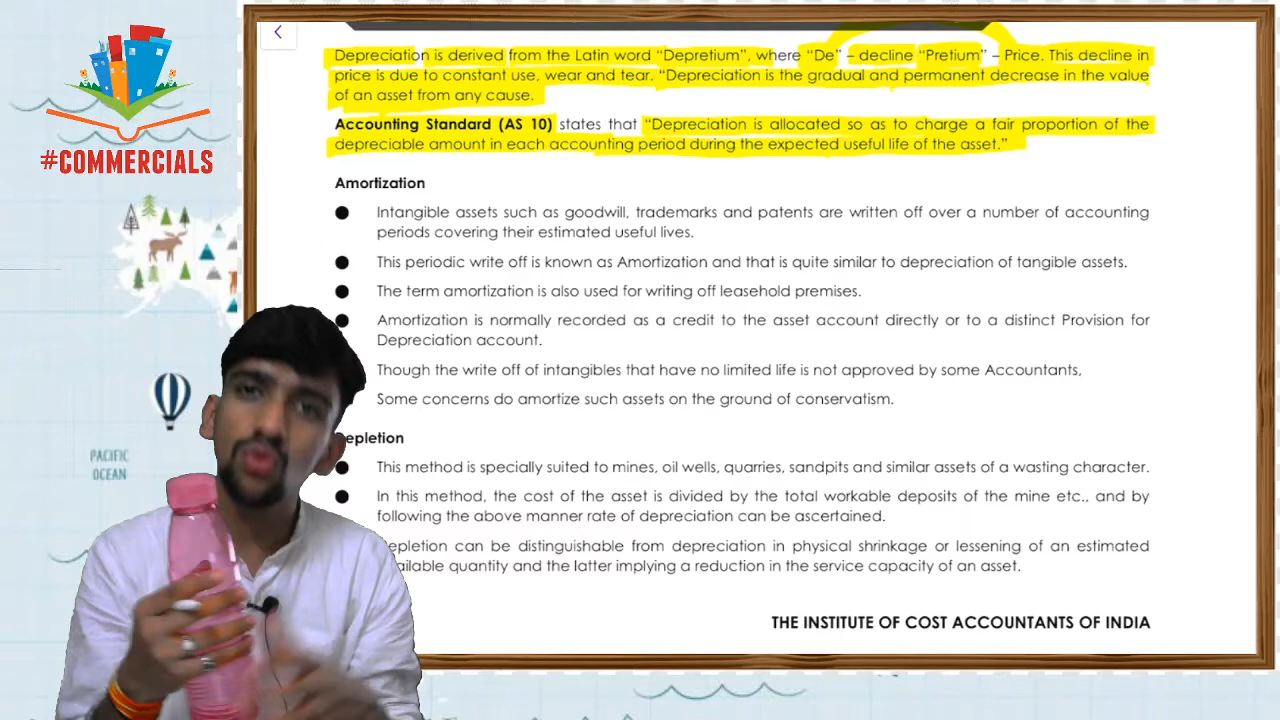 #COMMERCIALS
PACIFIC
OCEAN
Depreciation is derived from the Latin word “Depretium”, where “De” – decline “Pretium” – Price. This decline in
price is due to constant use, wear and tear. “Depreciation is the gradual and permanent decrease in the value
of an asset from any cause.
Accounting Standard (AS 10) states that “Depreciation is allocated so as to charge a fair proportion of the
depreciable amount in each accounting period during the expected useful life of the asset.”
Amortization
● Intangible assets such as goodwill, trademarks and patents are written off over a number of accounting
periods covering their estimated useful lives.
● This periodic write off is known as Amortization and that is quite similar to depreciation of tangible assets.
● The term amortization is also used for writing off leasehold premises.
● Amortization is normally recorded as a credit to the asset account directly or to a distinct Provision for
Depreciation account.
Though the write off of intangibles that have no limited life is not approved by some Accountants,
Some concerns do amortize such assets on the ground of conservatism.
epletion
● This method is specially suited to mines, oil wells, quarries, sandpits and similar assets of a wasting character.
● In this method, the cost of the asset is divided by the total workable deposits of the mine etc., and by
following the above manner rate of depreciation can be ascertained.
epletion can be distinguishable from depreciation in physical shrinkage or lessening of an estimated
ailable quantity and the latter implying a reduction in the service capacity of an asset.
THE INSTITUTE OF COST ACCOUNTANTS OF INDIA